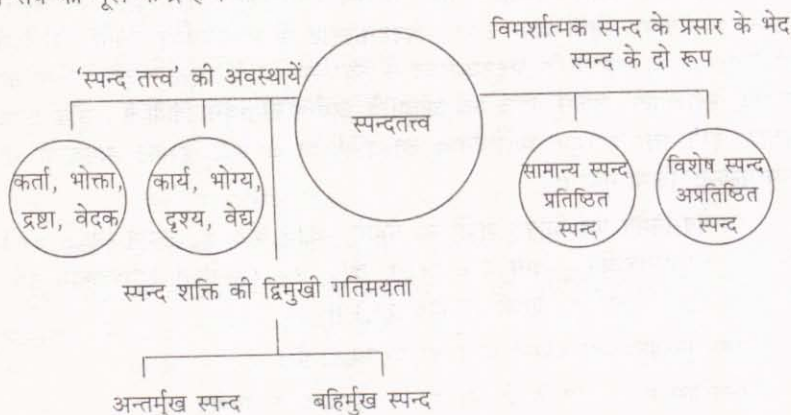 विमर्शात्मक स्पन्द के प्रसार के भेद
स्पन्द के दो रूप
'स्पन्द तत्त्व' की अवस्थायें
स्पन्दतत्त्व
कर्ता, भोक्ता,
द्रष्टा, वेदक
कार्य, भोग्य,
दृश्य, वेद्य
सामान्य स्पन्द
प्रतिष्ठित
स्पन्द
विशेष स्पन्द
अप्रतिष्ठित
स्पन्द
स्पन्द शक्ति की द्विमुखी गतिमयता
अन्तर्मुख स्पन्द
बहिर्मुख स्पन्द